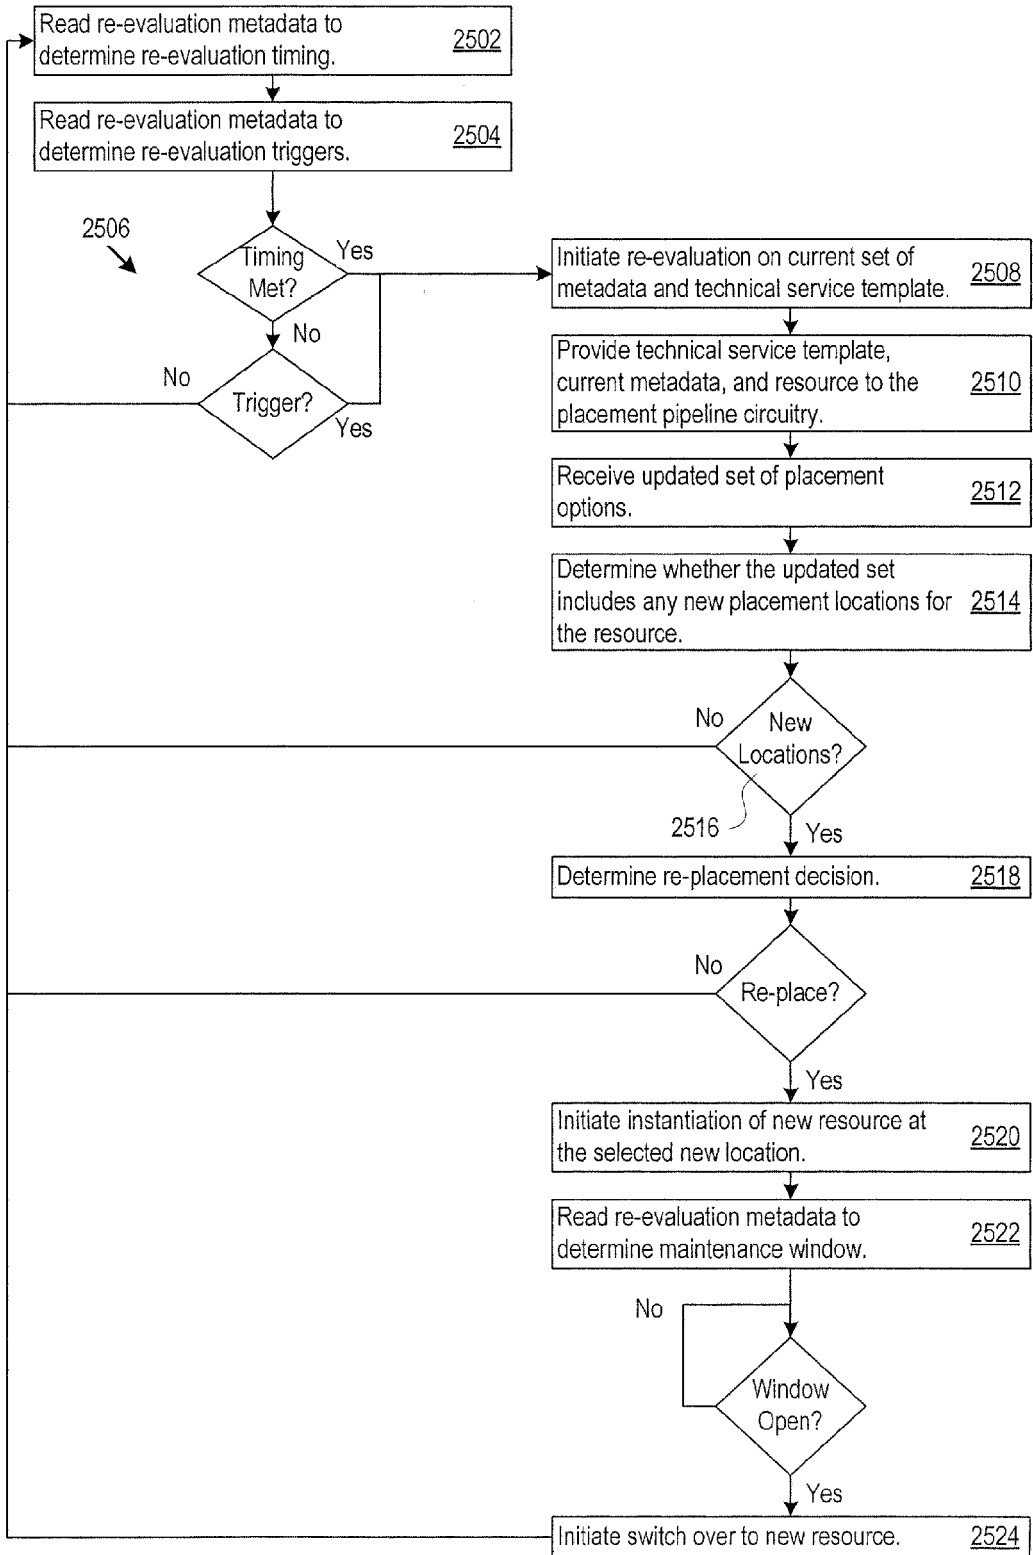 Read re-evaluation metadata to
determine re-evaluation timing.
2502
Read re-evaluation metadata to
determine re-evaluation triggers.
2504
2506
Timing
Met?
Yes
No
Trigger?
No
Yes
Initiate re-evaluation on current set of
metadata and technical service template.
2508
Provide technical service template,
current metadata, and resource to the
placement pipeline circuitry.
2510
Receive updated set of placement
options.
2512
Determine whether the updated set
includes any new placement locations for
the resource.
2514
New
Locations?
No
2516
Yes
Determine re-placement decision.
2518
Re-place?
No
Yes
Initiate instantiation of new resource at
the selected new location.
2520
Read re-evaluation metadata to
determine maintenance window.
2522
No
Window
Open?
Yes
Initiate switch over to new resource.
2524